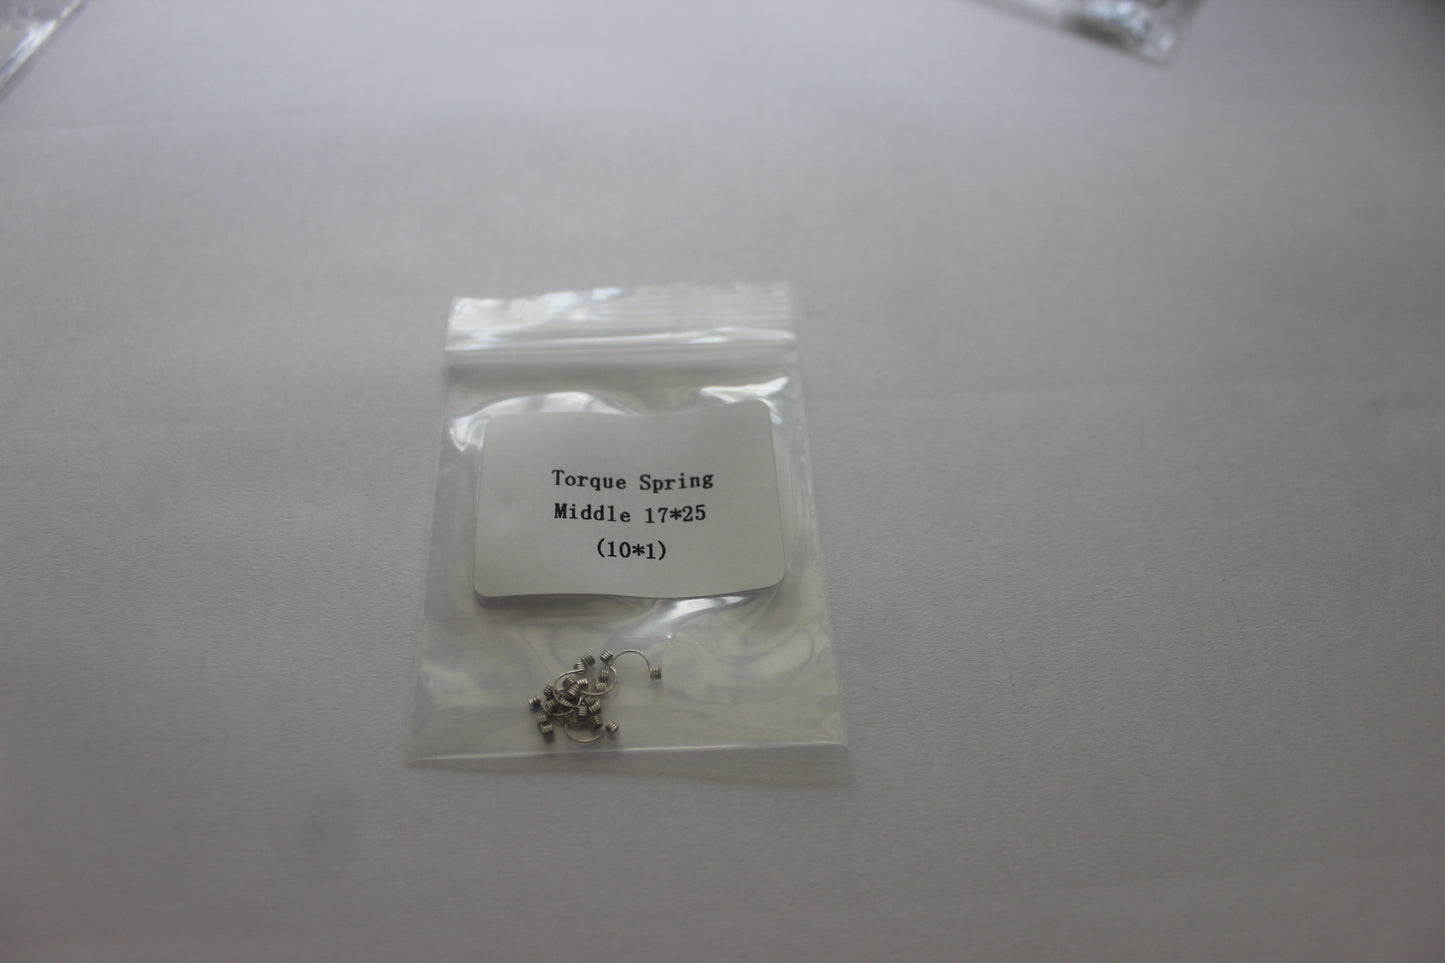 Torque Spring
Middle 17*25
(10*1)